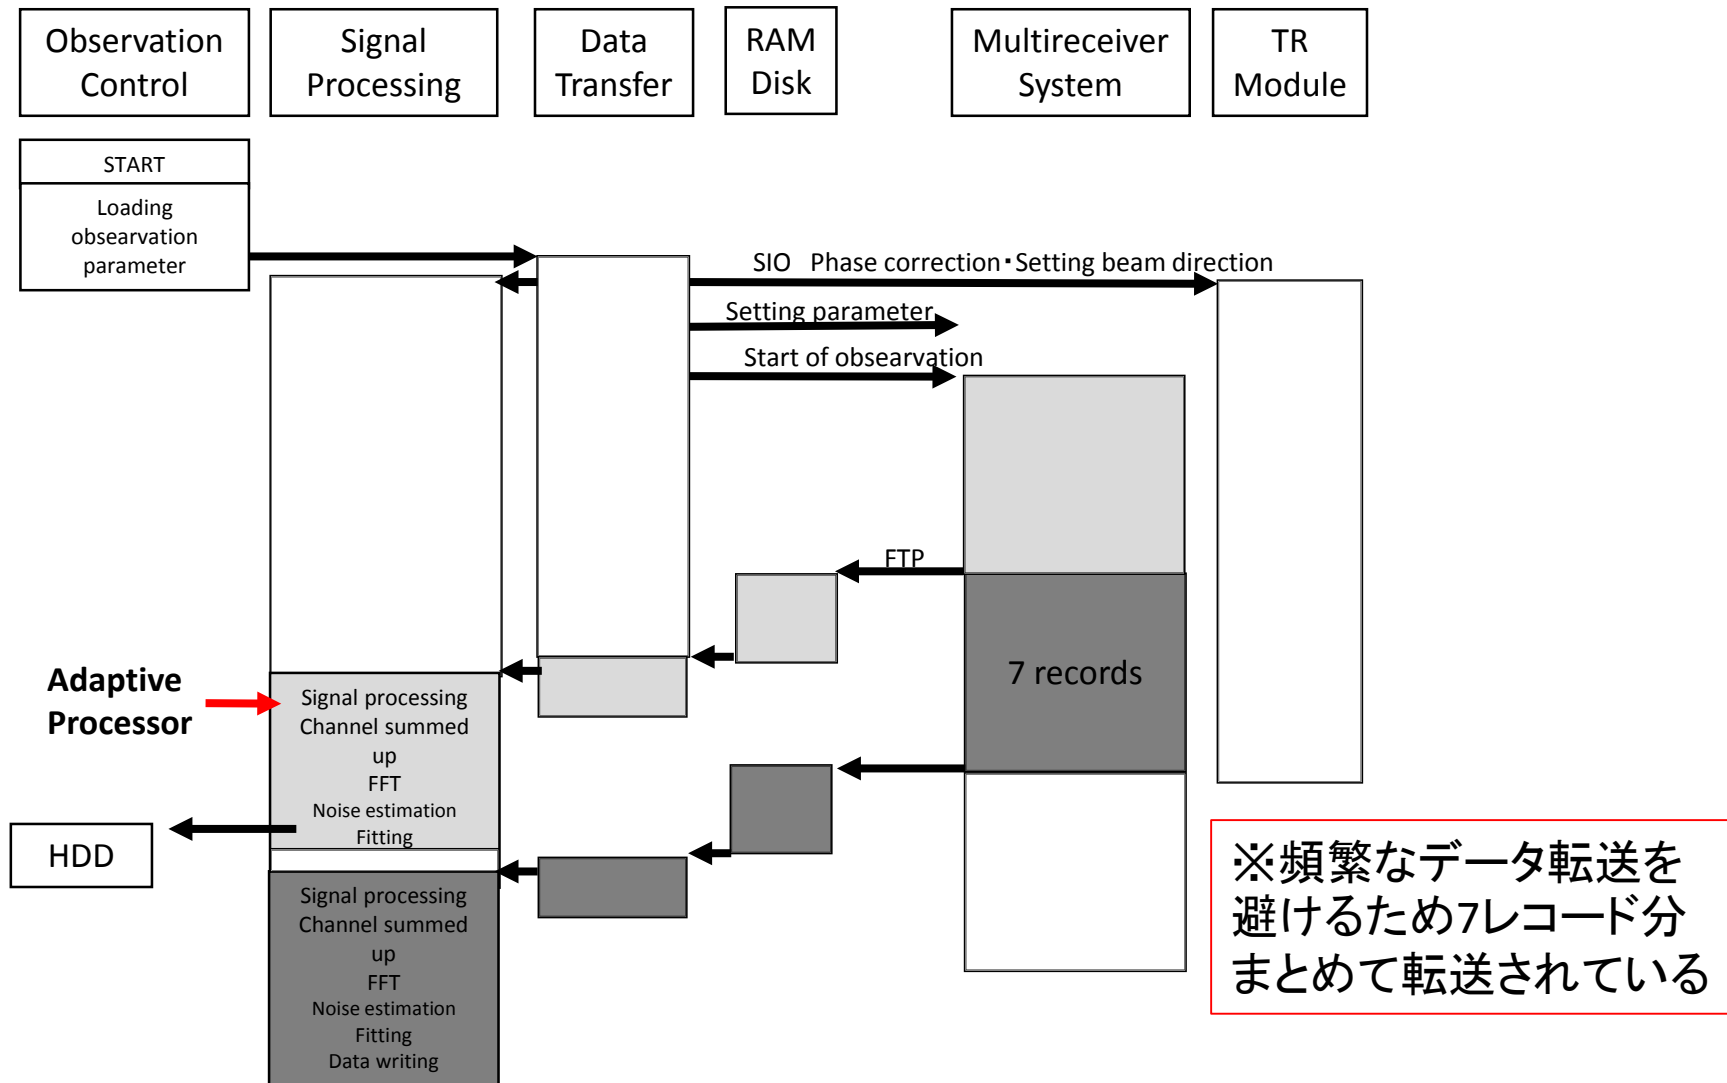 Observation
Control
Signal
Processing
Data
Transfer
RAM
Disk
Multireceiver
System
TR
Module
START
Loading
obsearvation
parameter
SIO Phase correction・Setting beam direction
Setting parameter
Start of obsearvation
FTP
7 records
Adaptive
Processor
Signal processing
Channel summed
up
FFT
Noise estimation
Fitting
HDD
Signal processing
Channel summed
up
FFT
Noise estimation
Fitting
Data writing
※頻繁なデータ転送を
避けるため7レコード分
まとめて転送されている